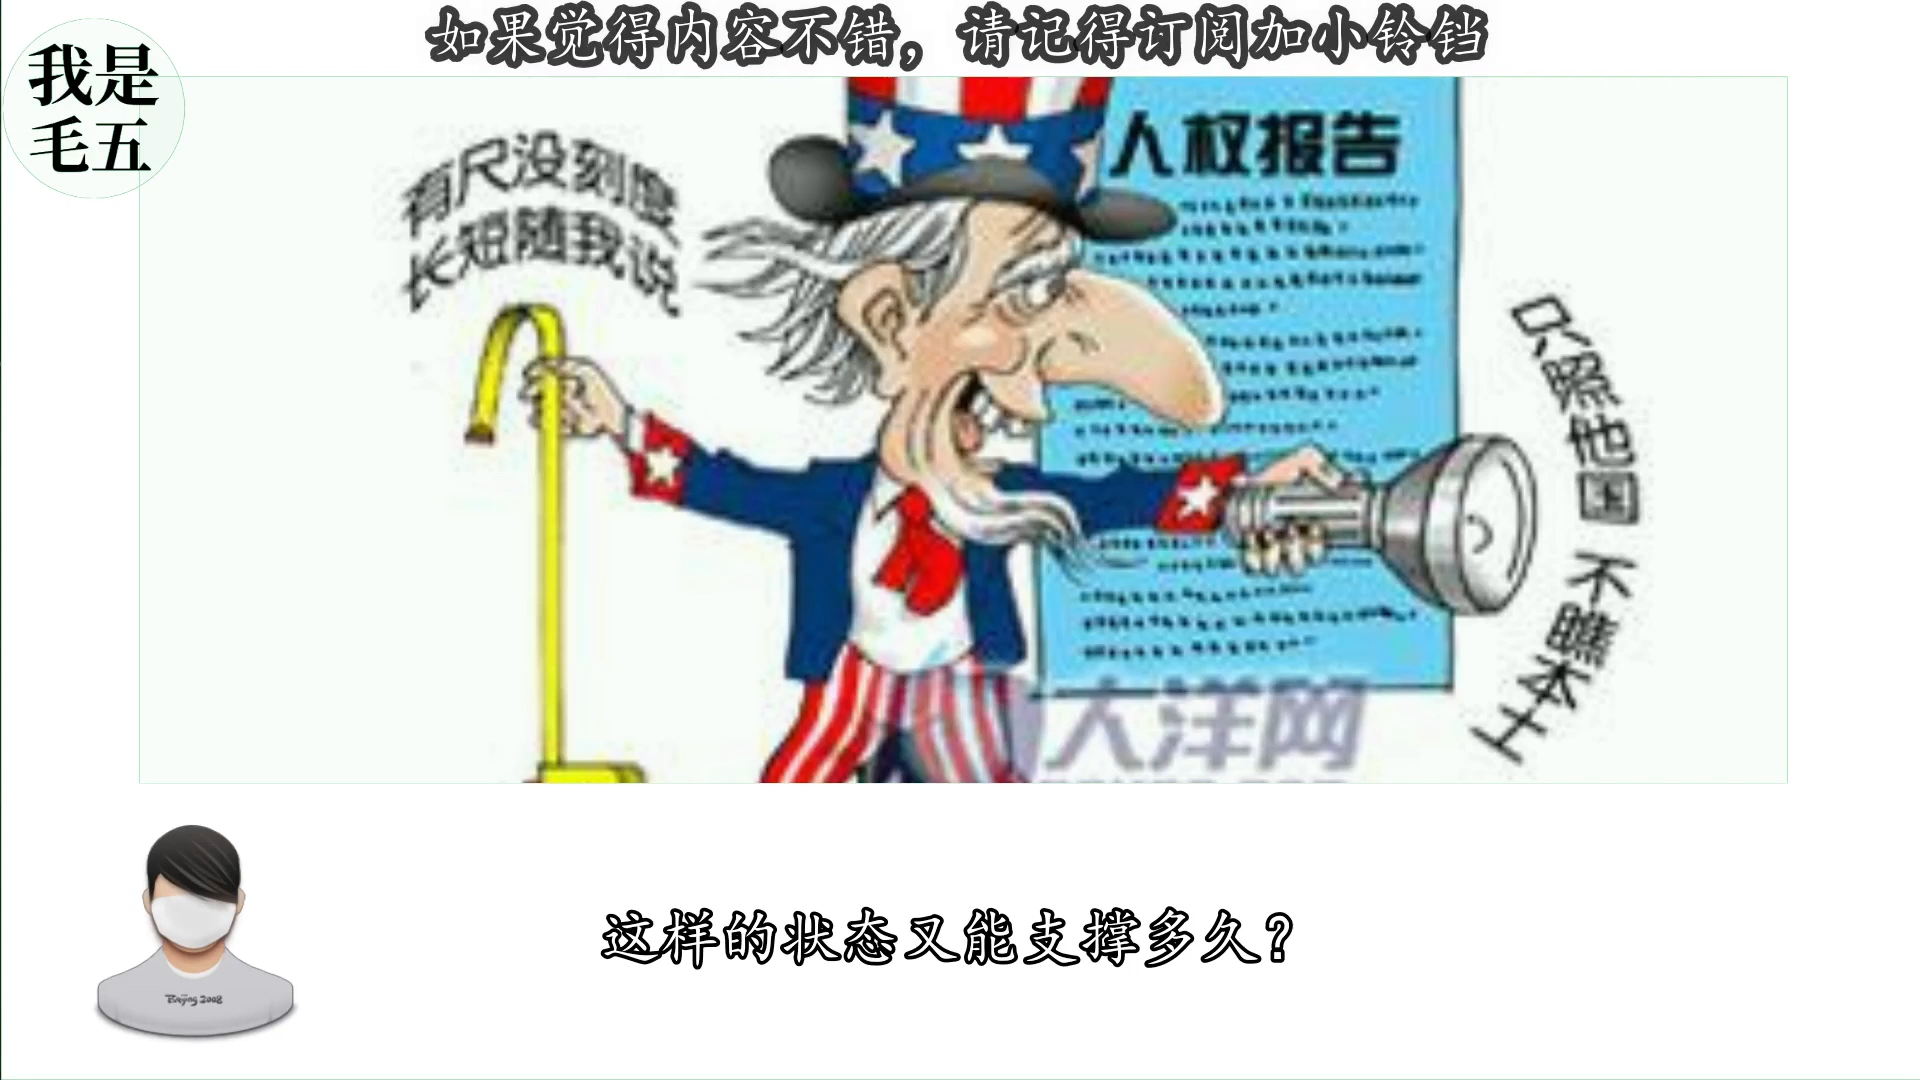 如果觉得内容不错，请记得订阅加小铃铛
我是
毛五
有尺没刻度
长短随我说
人权报告
只照他国 不瞧本土
大洋网
这样的状态又能支撑多久？
Beijing 2008